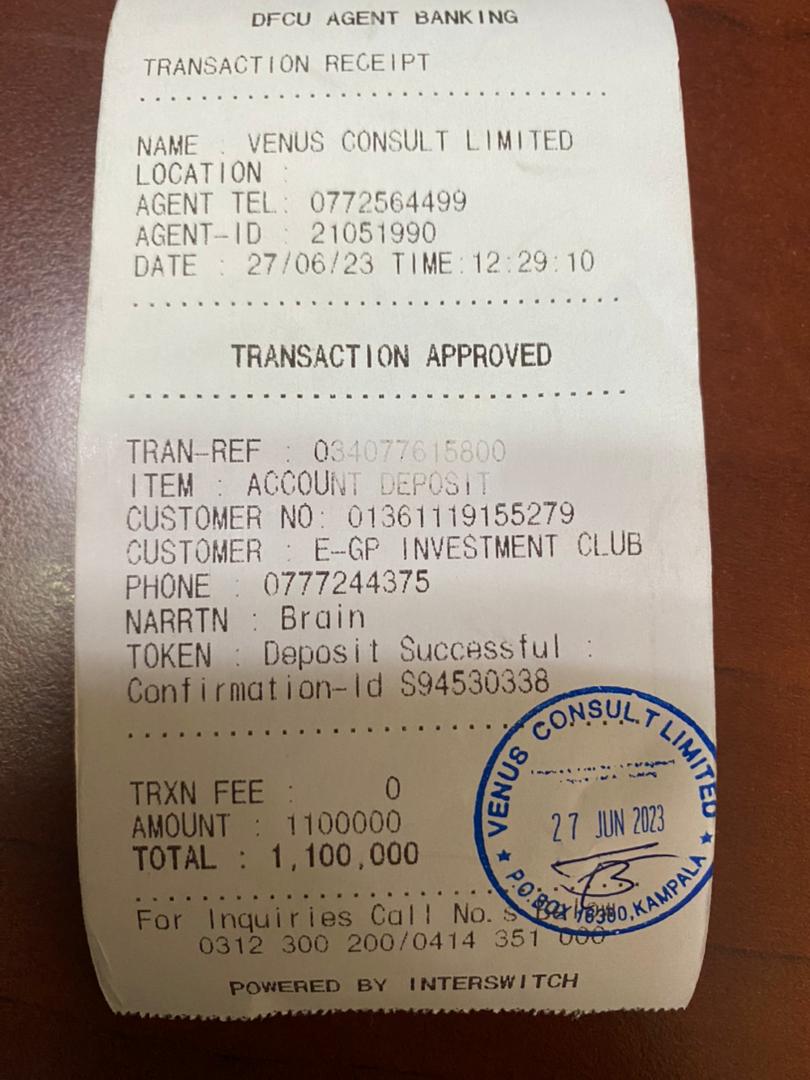 DFCU AGENT BANKING
TRANSACTION RECEIPT
NAME : VENUS CONSULT LIMITED
LOCATION :
AGENT TEL: 0772564499
AGENT-ID : 21051990
DATE : 27/06/23 TIME:12:29:10
TRANSACTION APPROVED
TRAN-REF : 034077615800
ITEM : ACCOUNT DEPOSIT
CUSTOMER NO: 01361119155279
CUSTOMER : E-GP INVESTMENT CLUB
PHONE : 0777244375
NARRTN : Brain
TOKEN : Deposit Successful :
Confirmation-Id S94530338
TRXN FEE : 0
AMOUNT : 1100000
TOTAL : 1,100,000
For Inquiries Call No.s Below
0312 300 200/0414 351 000
POWERED BY INTERSWITCH
VENUS CONSULT LIMITED
27 JUN 2023
P.O.BOX KAMPALA